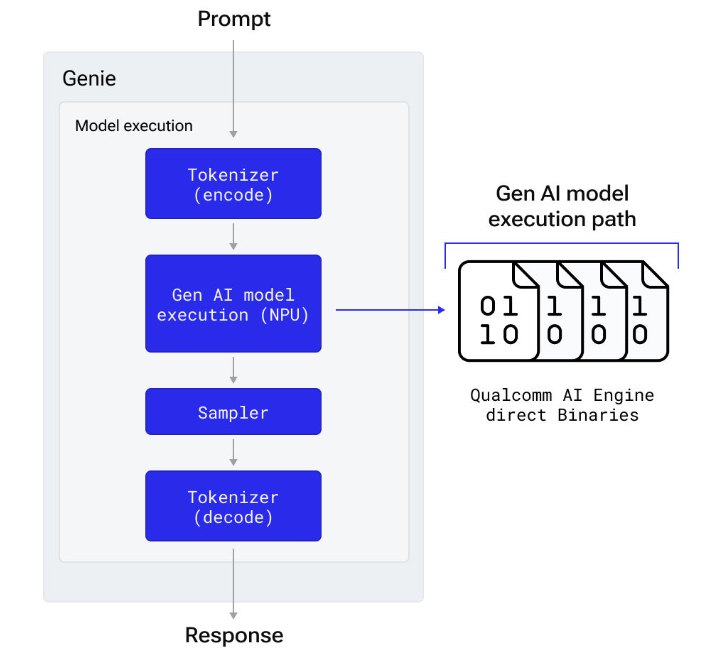 Prompt
Genie
Model execution
Tokenizer
(encode)
Gen AI model
execution (NPU)
Sampler
Tokenizer
(decode)
Response
Gen AI model
execution path
01 1 1 1
10 0 0 0
Qualcomm AI Engine
direct Binaries